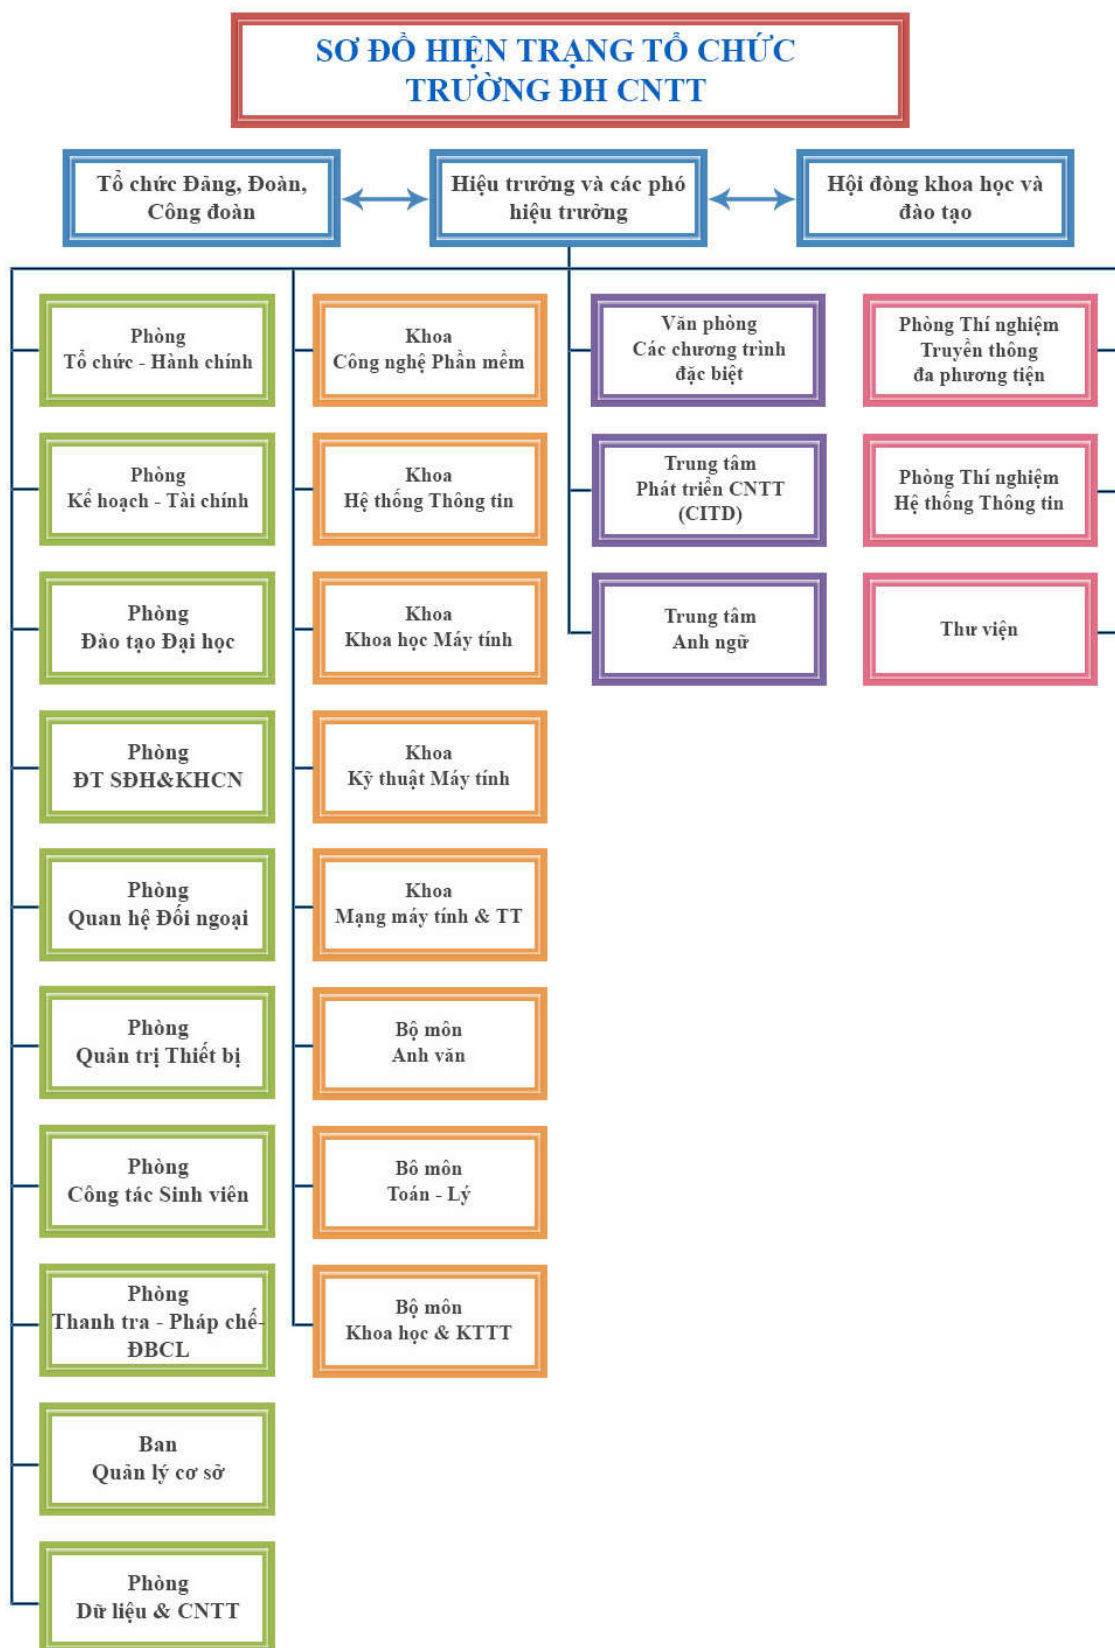 SƠ ĐỒ HIỆN TRẠNG TỔ CHỨC
TRƯỜNG ĐH CNTT
Tổ chức Đảng, Đoàn,
Công đoàn
Hiệu trưởng và các phó
hiệu trưởng
Hội đòng khoa học và
đào tạo
Phòng
Tổ chức - Hành chính
Phòng
Kế hoạch - Tài chính
Phòng
Đào tạo Đại học
Phòng
ĐT SĐH&KHCN
Phòng
Quan hệ Đối ngoại
Phòng
Quản trị Thiết bị
Phòng
Công tác Sinh viên
Phòng
Thanh tra - Pháp chế-
ĐBCL
Ban
Quản lý cơ sở
Phòng
Dữ liệu & CNTT
Khoa
Công nghệ Phần mềm
Khoa
Hệ thống Thông tin
Khoa
Khoa học Máy tính
Khoa
Kỹ thuật Máy tính
Khoa
Mạng máy tính & TT
Bộ môn
Anh văn
Bô môn
Toán - Lý
Bộ môn
Khoa học & KTTT
Văn phòng
Các chương trình
đặc biệt
Trung tâm
Phát triển CNTT
(CITD)
Trung tâm
Anh ngữ
Phòng Thí nghiệm
Truyền thông
đa phương tiện
Phòng Thí nghiệm
Hệ thống Thông tin
Thư viện